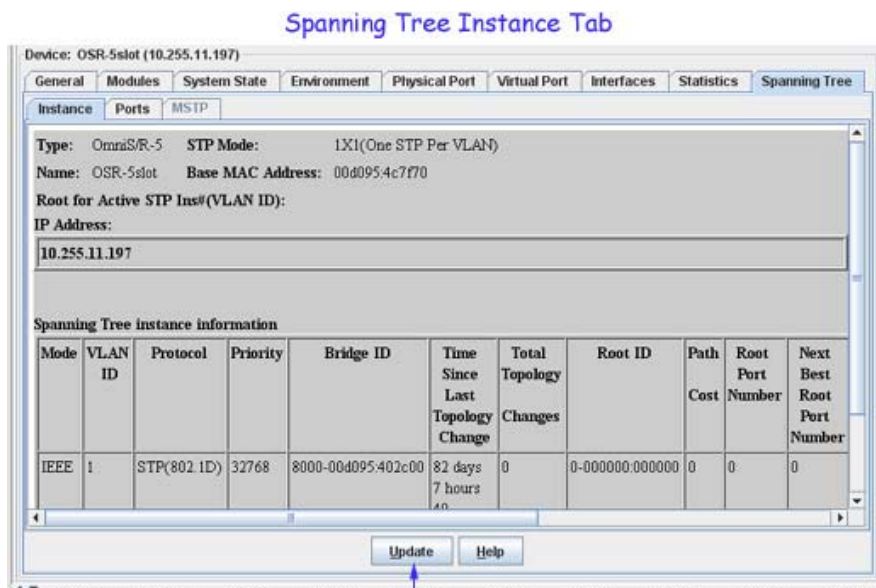 Spanning Tree Instance Tab
Device: OSR-5slot (10.255.11.197)
General Modules System State Environment Physical Port Virtual Port Interfaces Statistics Spanning Tree
Instance Ports MSTP
Type: OmniS/R-5 STP Mode: 1X1(One STP Per VLAN)
Name: OSR-5slot Base MAC Address: 00d095:4c7f70
Root for Active STP Ins#(VLAN ID):
IP Address:
10.255.11.197
Spanning Tree instance information
Mode VLAN ID Protocol Priority Bridge ID Time Since Last Topology Change Total Topology Changes Root ID Path Cost Root Port Number Next Best Root Port Number
IEEE 1 STP(802.1D) 32768 8000-00d095:402c00 82 days 7 hours 0 0-000000:000000 0 0 0
Update Help